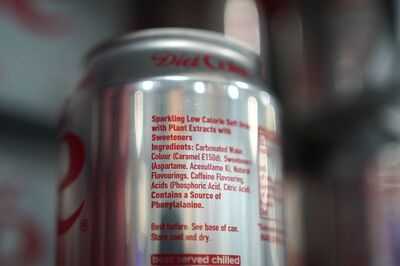 Diet Coke
Sparkling Low Calorie Soft Drink
with Plant Extracts with
Sweeteners
Ingredients: Carbonated Water,
Colour (Caramel E150d), Sweeteners
(Aspartame, Acesulfame K), Natural
Flavourings, Caffeine Flavouring,
Acids (Phosphoric Acid, Citric Acid).
Contains a Source of
Phenylalanine.
Best before: See base of can.
Store cool and dry.
best served chilled
®